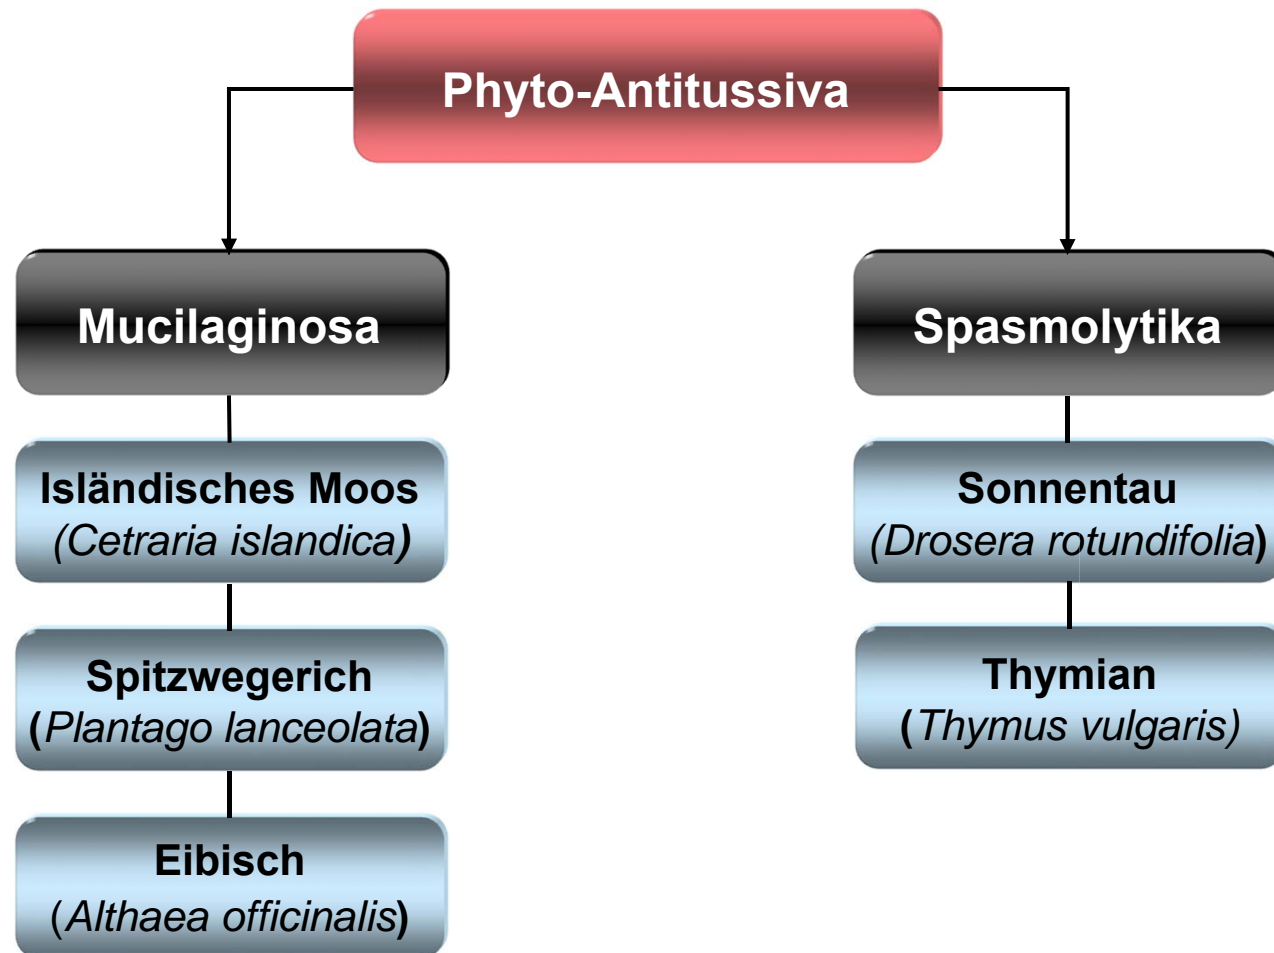 Phyto-Antitussiva
Mucilaginosa
Isländisches Moos
(Cetraria islandica)
Spitzwegerich
(Plantago lanceolata)
Eibisch
(Althaea officinalis)
Spasmolytika
Sonnentau
(Drosera rotundifolia)
Thymian
(Thymus vulgaris)